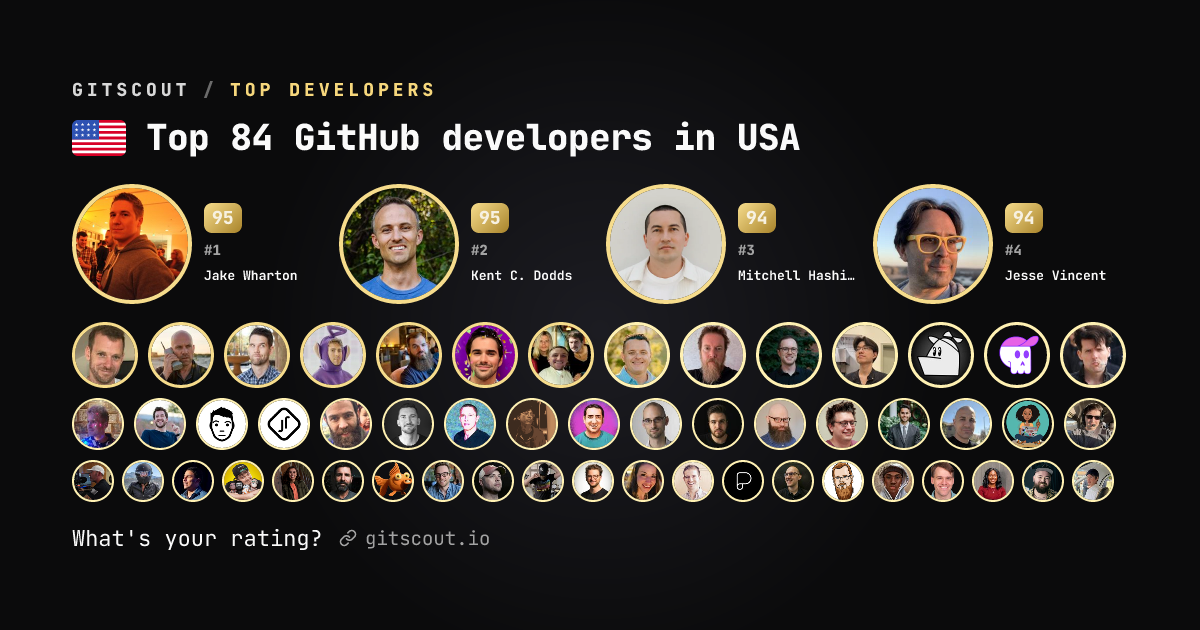 GITSCOUT / TOP DEVELOPERS
Top 84 GitHub developers in USA
95
#1
Jake Wharton
95
#2
Kent C. Dodds
94
#3
Mitchell Hashi…
94
#4
Jesse Vincent
What's your rating? gitscout.io